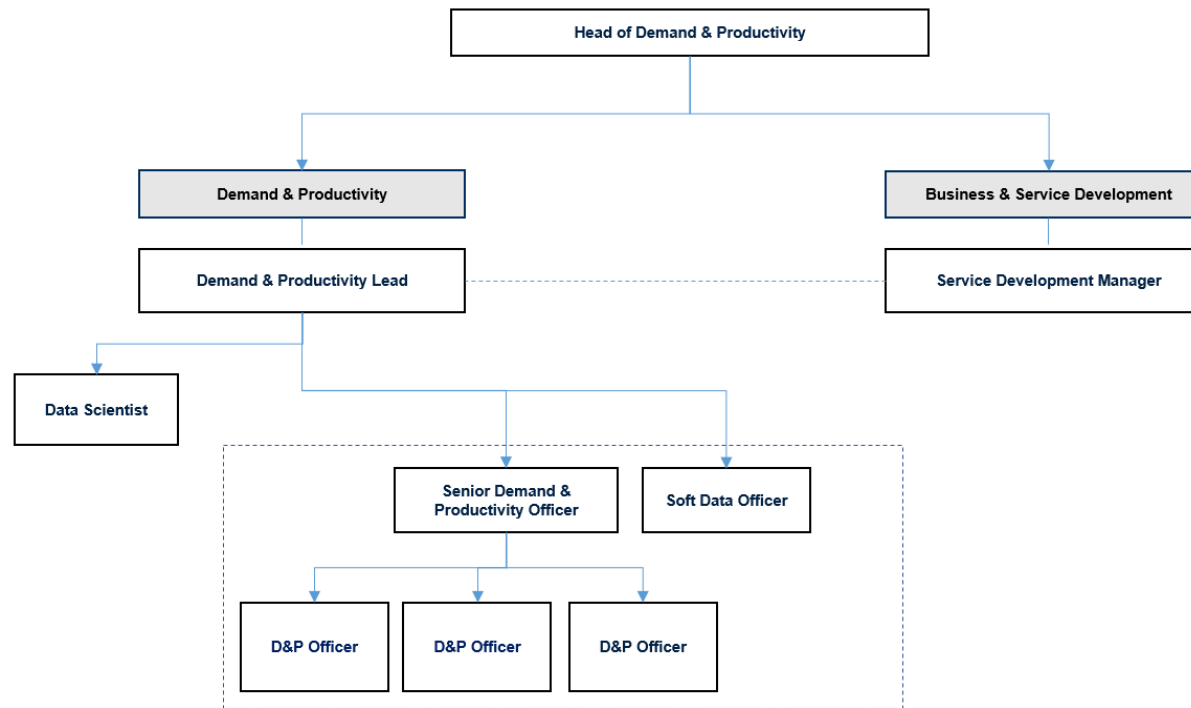 Head of Demand & Productivity
Demand & Productivity
Business & Service Development
Demand & Productivity Lead
Service Development Manager
Data Scientist
Senior Demand &
Productivity Officer
Soft Data Officer
D&P Officer
D&P Officer
D&P Officer